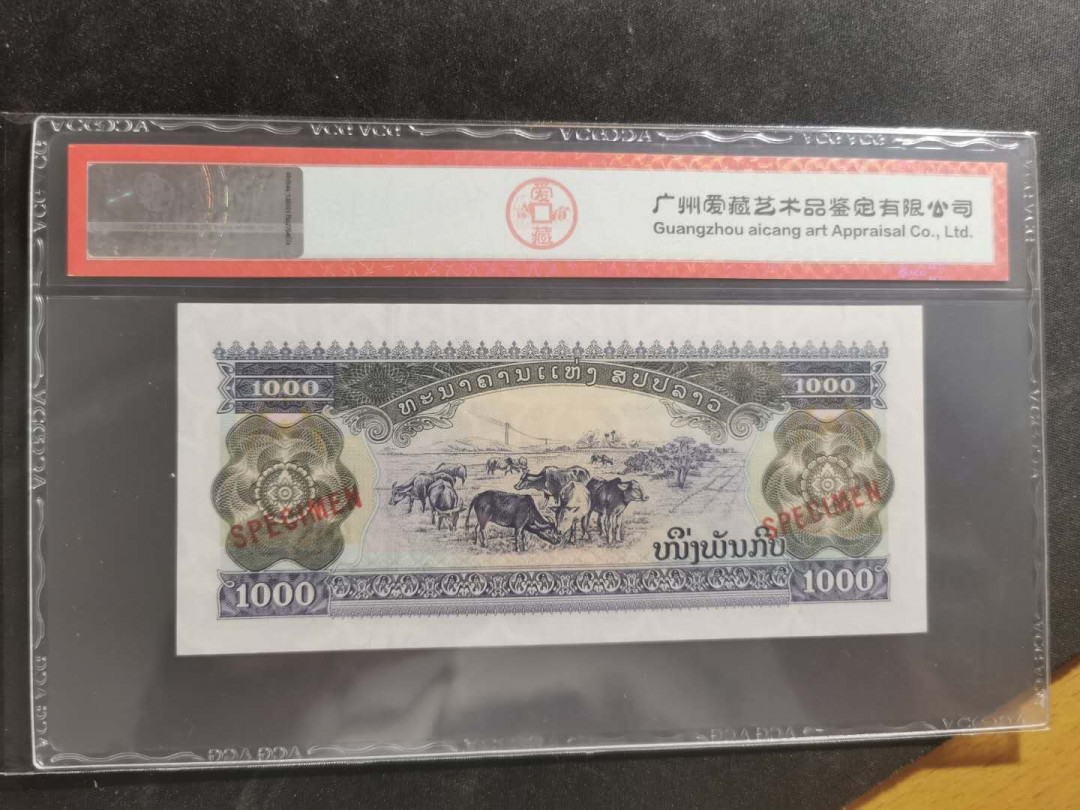 爱
藏
广州爱藏艺术品鉴定有限公司
Guangzhou aicang art Appraisal Co., Ltd.
1000
ທະນາຄານແຫ່ງ ສປປລາວ
1000
SPECIMEN
SPECIMEN
ໜຶ່ງພັນກີບ
1000
1000